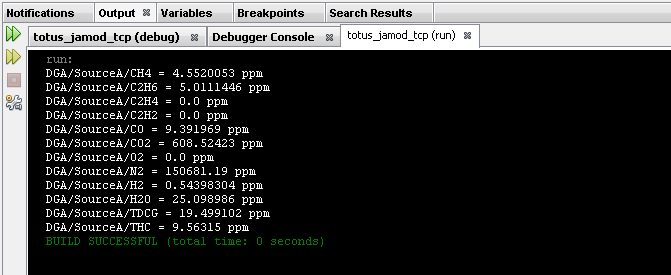 Notifications Output Variables Breakpoints Search Results
totus_jamod_tcp (debug) Debugger Console totus_jamod_tcp (run)
run:
DGA/SourceA/CH4 = 4.5520053 ppm
DGA/SourceA/C2H6 = 5.0111446 ppm
DGA/SourceA/C2H4 = 0.0 ppm
DGA/SourceA/C2H2 = 0.0 ppm
DGA/SourceA/CO = 9.391969 ppm
DGA/SourceA/CO2 = 608.52423 ppm
DGA/SourceA/O2 = 0.0 ppm
DGA/SourceA/N2 = 150681.19 ppm
DGA/SourceA/H2 = 0.54398304 ppm
DGA/SourceA/H2O = 25.098986 ppm
DGA/SourceA/TDCG = 19.499102 ppm
DGA/SourceA/THC = 9.56315 ppm
BUILD SUCCESSFUL (total time: 0 seconds)